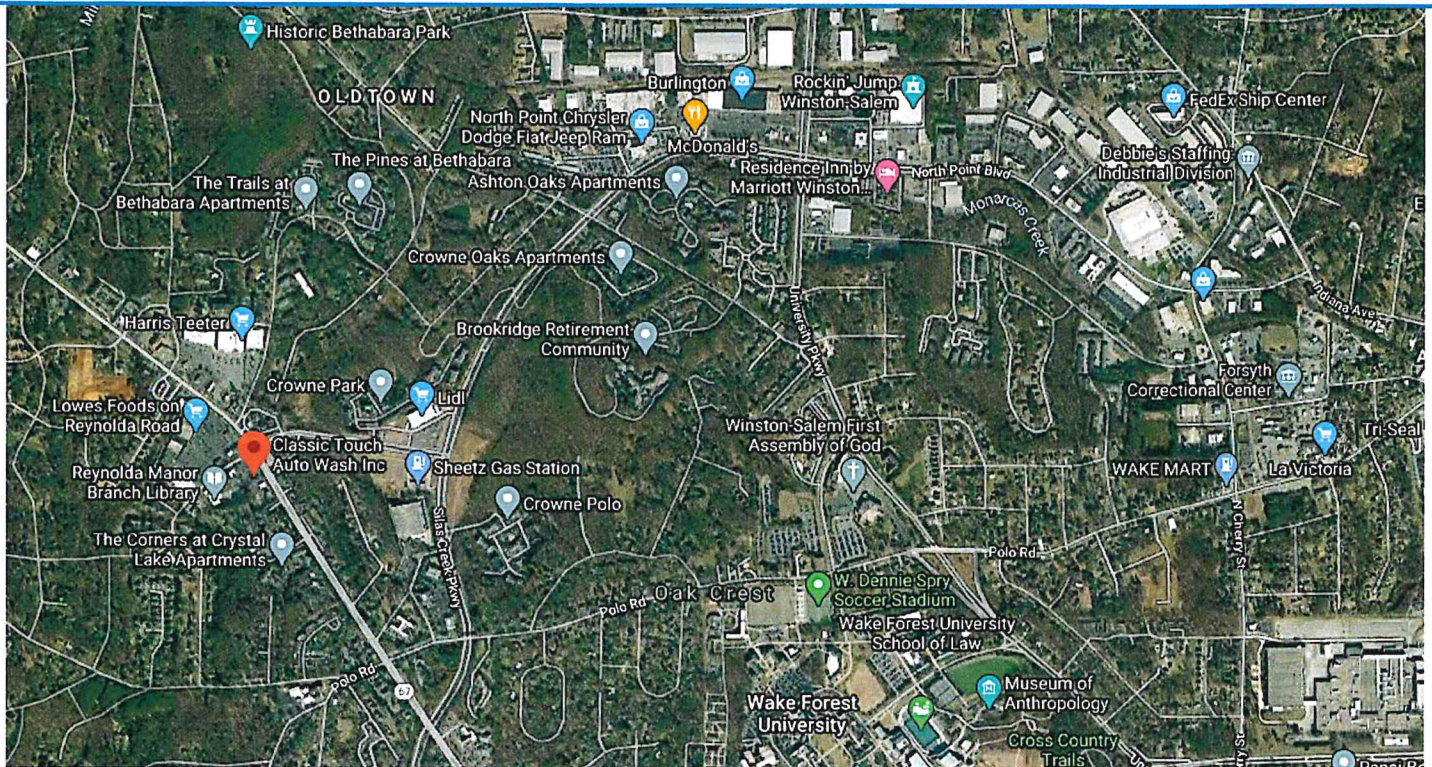 Mil
Historic Bethabara Park
OLDTOWN
Burlington
Rockin' Jump
Winston-Salem
FedEx Ship Center
North Point Chrysler
Dodge Fiat Jeep Ram
McDonald's
Debbie's Staffing
Industrial Division
The Pines at Bethabara
Ashton Oaks Apartments
Residence Inn by
Marriott Winston...
North Point Blvd
The Trails at
Bethabara Apartments
Monarcas Creek
E
Crowne Oaks Apartments
Indiana Ave
University Pkwy
Harris Teeter
Brookridge Retirement
Community
Crowne Park
Lidl
Forsyth
Correctional Center
Lowes Foods on
Reynolda Road
Winston-Salem First
Assembly of God
Tri-Seal
Classic Touch
Auto Wash Inc
Sheetz Gas Station
WAKE MART
La Victoria
Reynolda Manor
Branch Library
Crowne Polo
N Cherry St
Silas Creek Pkwy
The Corners at Crystal
Lake Apartments
Polo Rd
W. Dennie Spry
Soccer Stadium
Oak Crest
Polo Rd
Wake Forest University
School of Law
Polo Rd
67
Museum of
Anthropology
Wake Forest
University
Cross Country
Trails